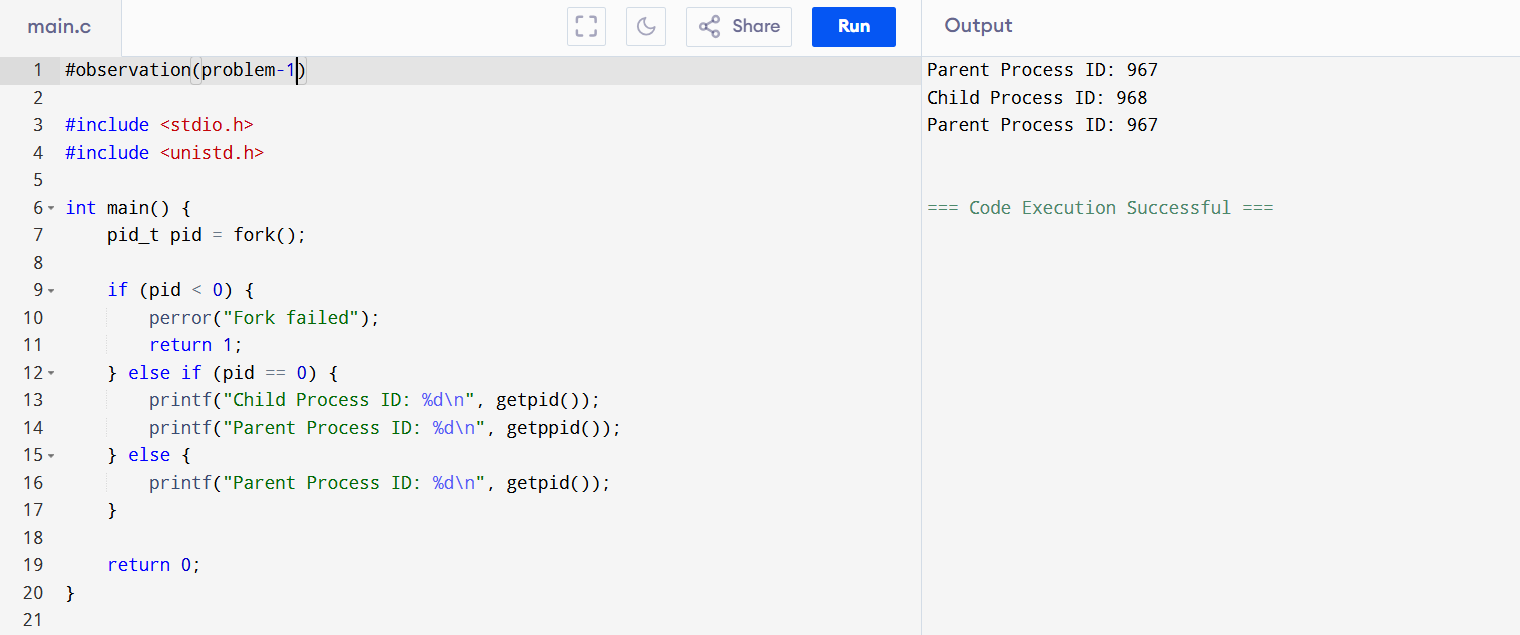 main.c
Share
Run
Output
1 #observation(problem-1)
2
3 #include <stdio.h>
4 #include <unistd.h>
5
6 int main() {
7     pid_t pid = fork();
8
9     if (pid < 0) {
10         perror("Fork failed");
11         return 1;
12     } else if (pid == 0) {
13         printf("Child Process ID: %d\n", getpid());
14         printf("Parent Process ID: %d\n", getppid());
15     } else {
16         printf("Parent Process ID: %d\n", getpid());
17     }
18
19     return 0;
20 }
21
Parent Process ID: 967
Child Process ID: 968
Parent Process ID: 967
=== Code Execution Successful ===